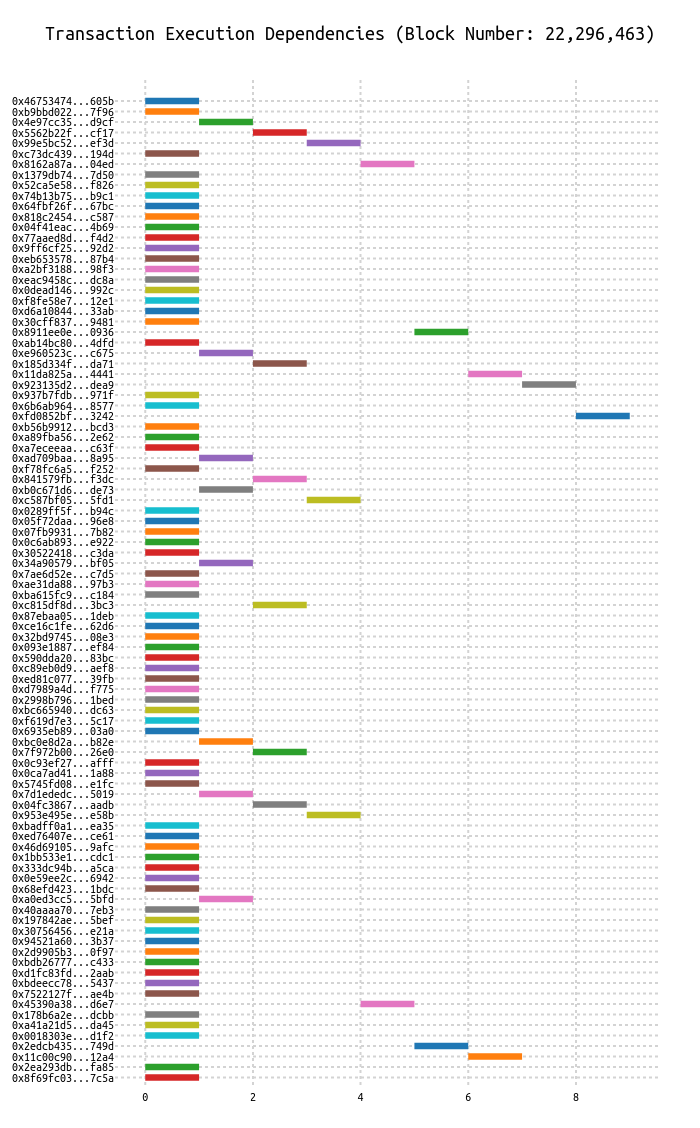 Transaction Execution Dependencies (Block Number: 22,296,463)
0x46753474...605b
0xb9bbd022...7f96
0x4e97cc35...d9cf
0x5562b22f...cf17
0x99e5bc52...ef3d
0xc73dc439...194d
0x8162a87a...04ed
0x1379db74...7d50
0x52ca5e58...f826
0x74b13b75...b9c1
0x64fbf26f...67bc
0x818c2454...c587
0x04f41eac...4b69
0x77aaed8d...f4d2
0x9ff6cf25...92d2
0xeb653578...87b4
0xa2bf3188...98f3
0xeac9458c...dc8a
0x0dead146...992c
0xf8fe58e7...12e1
0xd6a10844...33ab
0x30cff837...9481
0x8911ee0e...0936
0xab14bc80...4dfd
0xe960523c...c675
0x185d334f...da71
0x11da825a...4441
0x923135d2...dea9
0x937b7fdb...971f
0x6b6ab964...8577
0xfd0852bf...3242
0xb56b9912...bcd3
0xa89fba56...2e62
0xa7eceeaa...c63f
0xad709baa...8a95
0xf78fc6a5...f252
0x841579fb...f3dc
0xb0c671d6...de73
0xc587bf05...5fd1
0x0289ff5f...b94c
0x05f72daa...96e8
0x07fb9931...7b82
0x0c6ab893...e922
0x30522418...c3da
0x34a90579...bf05
0x7ae6d52e...c7d5
0xae31da88...97b3
0xba615fc9...c184
0xc815df8d...3bc3
0x87ebaa05...1deb
0xce16c1fe...62d6
0x32bd9745...08e3
0x093e1887...ef84
0x590dda20...83bc
0xc89eb0d9...aef8
0xed81c077...39fb
0xd7989a4d...f775
0x2998b796...1bed
0xbc665940...dc63
0xf619d7e3...5c17
0x6935eb89...03a0
0xbc0e8d2a...b82e
0x7f972b00...26e0
0x0c93ef27...afff
0x0ca7ad41...1a88
0x5745fd08...e1fc
0x7d1ededc...5019
0x04fc3867...aadb
0x953e495e...e58b
0xbadff0a1...ea35
0xed76407e...ce61
0x46d69105...9afc
0x1bb533e1...cdc1
0x333dc94b...a5ca
0x0e59ee2c...6942
0x68efd423...1bdc
0xa0ed3cc5...5bfd
0x40aaaa70...7eb3
0x197842ae...5bef
0x30756456...e21a
0x94521a60...3b37
0x2d9905b3...0f97
0xbdb26777...c433
0xd1fc83fd...2aab
0xbdeecc78...5437
0x7522127f...ae4b
0x45390a38...d6e7
0x178b6a2e...dcbb
0xa41a21d5...da45
0x0018303e...d1f2
0x2edcb435...749d
0x11c00c90...12a4
0x2ea293db...fa85
0x8f69fc03...7c5a
0 2 4 6 8